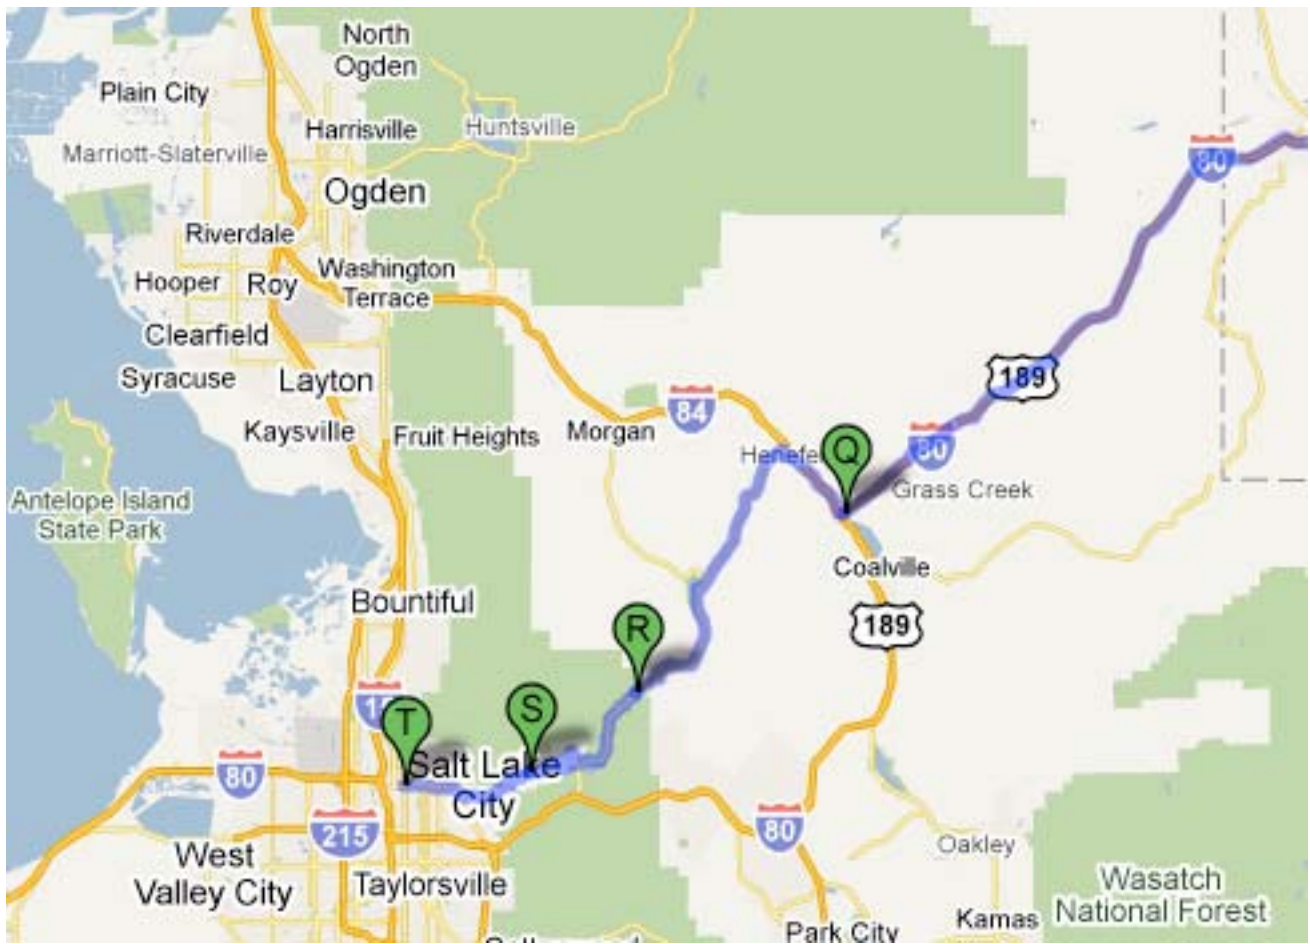 North
Ogden
Plain City
Harrisville
Huntsville
Marriott-Slaterville
80
Ogden
Riverdale
Washington
Terrace
Hooper
Roy
Clearfield
Syracuse
Layton
189
84
Kaysville
Fruit Heights
Morgan
Q
80
Grass Creek
Antelope Island
State Park
Coalville
Bountiful
R
189
15
T
S
Salt Lake
City
80
215
80
West
Valley City
Taylorsville
Oakley
Wasatch
National Forest
Kamas
Park City